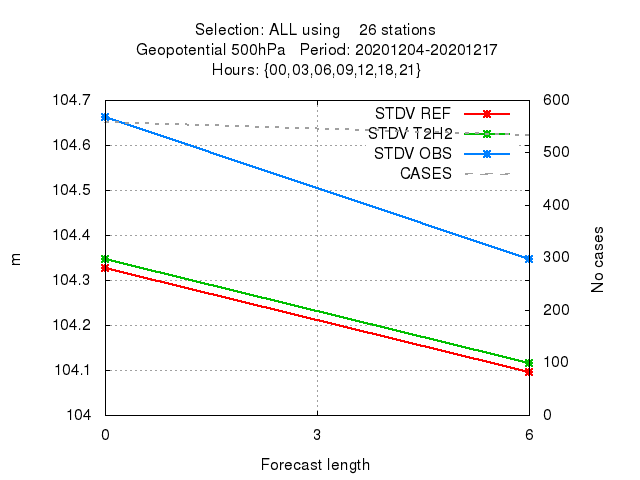 Selection: ALL using 26 stations
Geopotential 500hPa Period: 20201204-20201217
Hours: {00,03,06,09,12,18,21}
104.7
104.6
104.5
104.4
104.3
104.2
104.1
104
m
STDV REF
STDV T2H2
STDV OBS
CASES
600
500
400
300
200
100
0
No cases
0 3 6
Forecast length